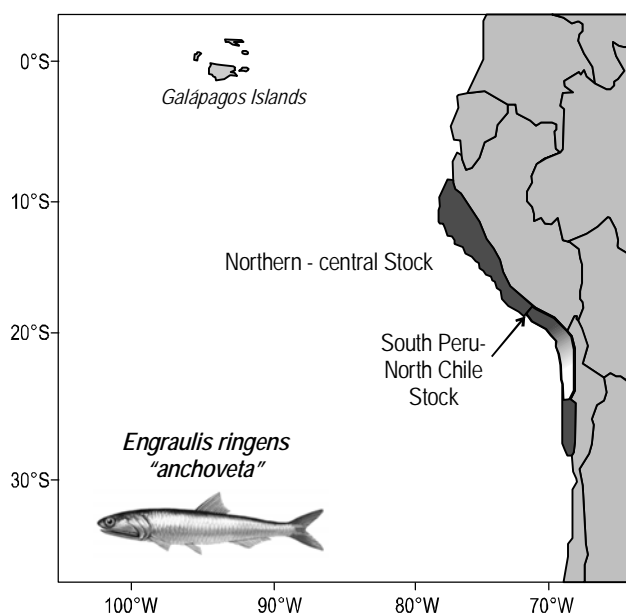 0°S
Galápagos Islands
10°S
Northern - central Stock
20°S
South Peru-
North Chile
Stock
Engraulis ringens
“anchoveta”
30°S
100°W
90°W
80°W
70°W